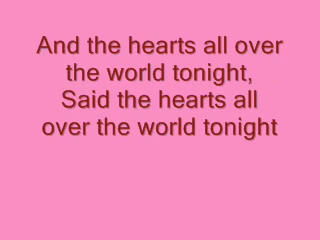 And the hearts all over
the world tonight,
Said the hearts all
over the world tonight